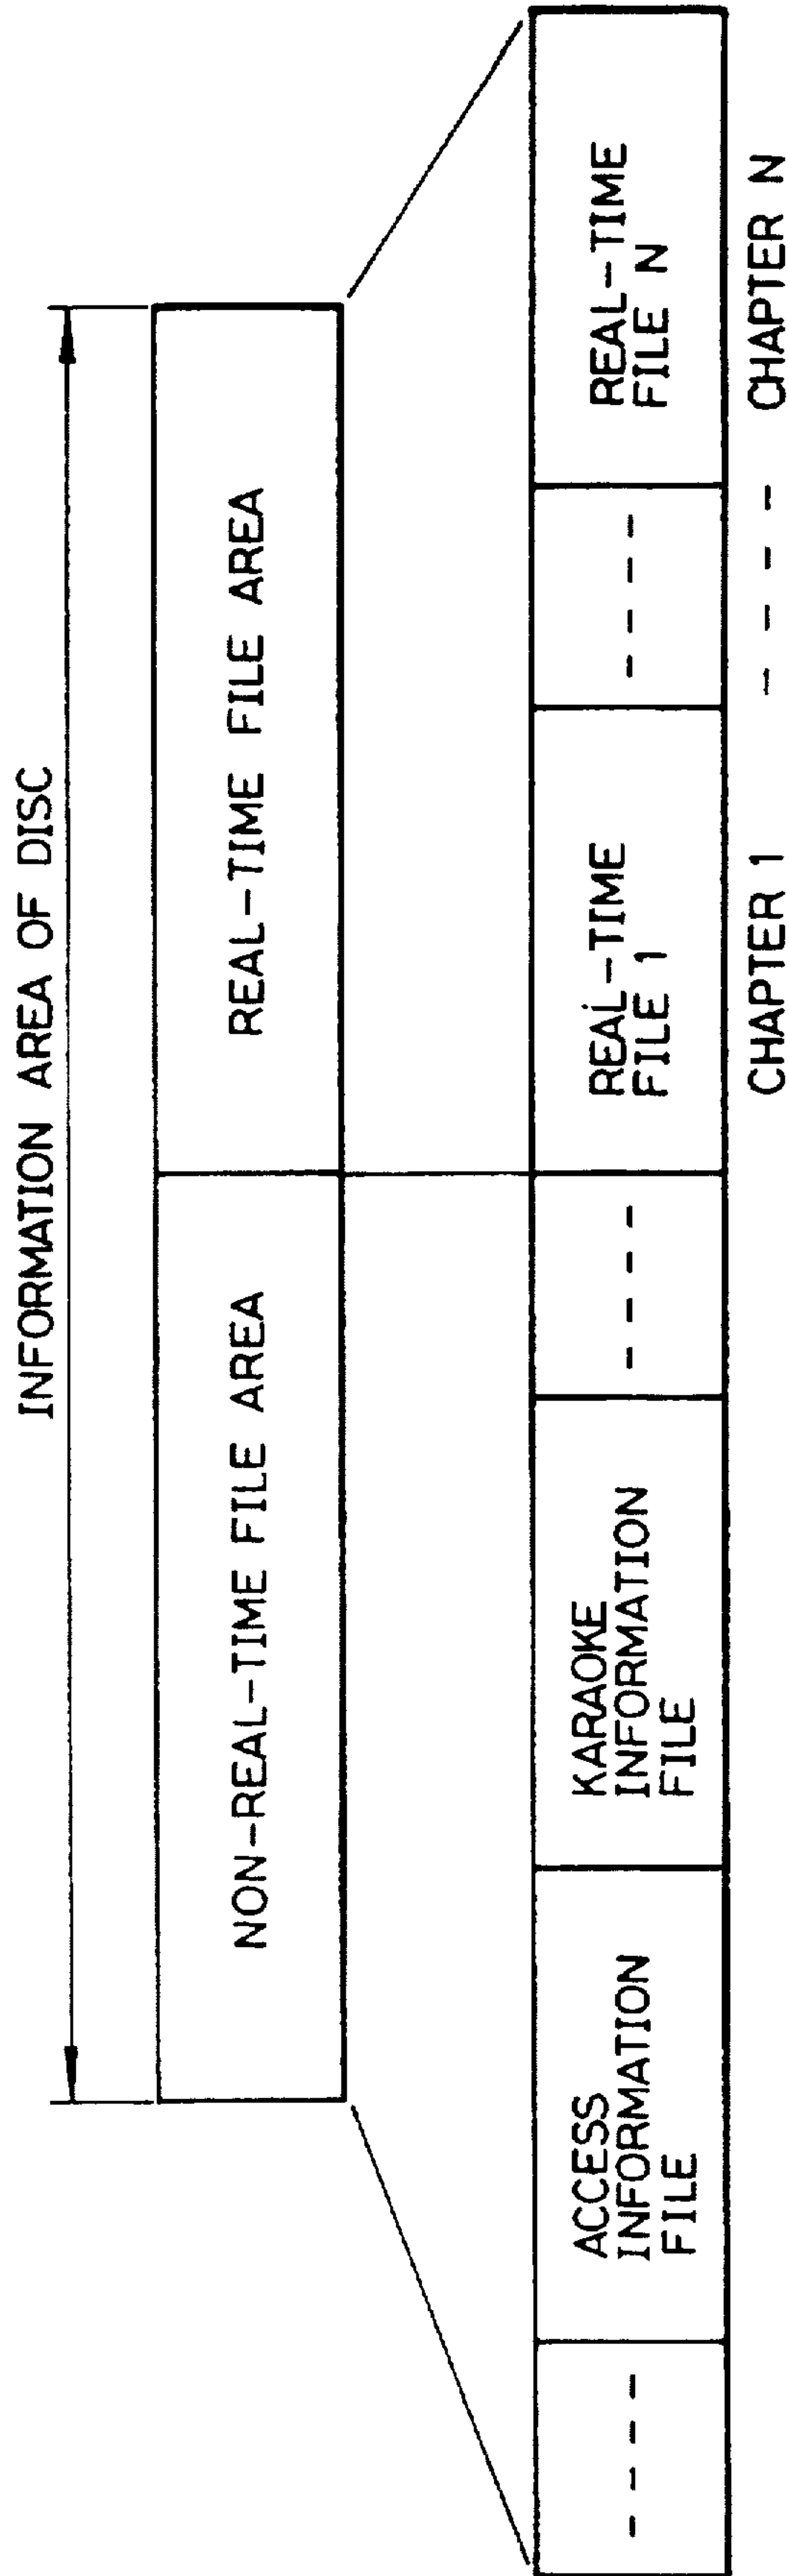 INFORMATION AREA OF DISC
NON-REAL-TIME FILE AREA
REAL-TIME FILE AREA
- - - -
ACCESS
INFORMATION
FILE
KARAOKE
INFORMATION
FILE
- - - -
REAL-TIME
FILE 1
- - - -
REAL-TIME
FILE N
CHAPTER 1 - - - - CHAPTER N